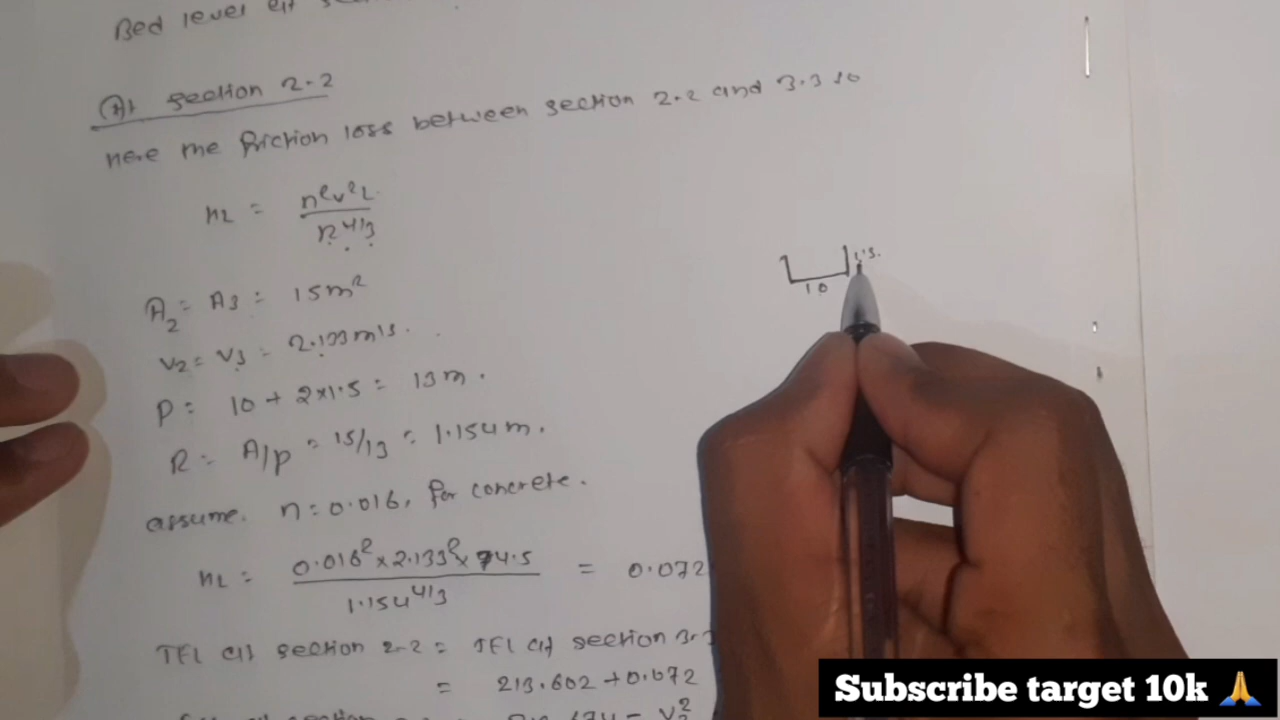 Bed level at
At section 2-2
Here the friction loss between section 2-2 and 3-3 is
HL = n²v²L
R^4/3
1.5
10
A2 = A3 = 15m²
V2 = V3 = 2.133m/s.
P = 10 + 2×1.5 = 13m.
R = A/P = 15/13 = 1.154m.
assume. n=0.016, for concrete.
HL = 0.016² × 2.133² × 74.5 = 0.072
1.154^4/3
TEL at section 2-2 = TEL at section 3-3
= 213.602 + 0.072
Subscribe target 10k 🙏